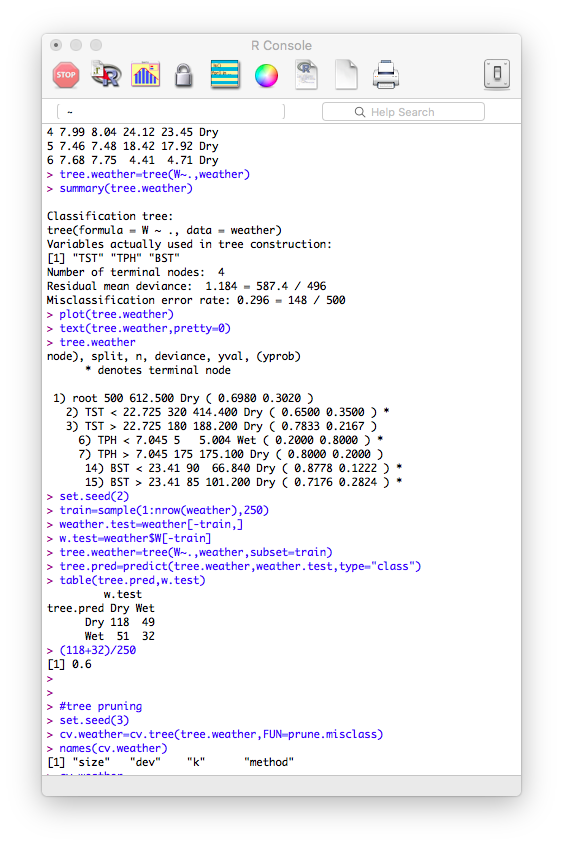 R Console
STOP
R
R
~
Help Search
4 7.99 8.04 24.12 23.45 Dry
5 7.46 7.48 18.42 17.92 Dry
6 7.68 7.75  4.41  4.71 Dry
> tree.weather=tree(W~.,weather)
> summary(tree.weather)
Classification tree:
tree(formula = W ~ ., data = weather)
Variables actually used in tree construction:
[1] "TST" "TPH" "BST"
Number of terminal nodes:  4
Residual mean deviance:  1.184 = 587.4 / 496
Misclassification error rate: 0.296 = 148 / 500
> plot(tree.weather)
> text(tree.weather,pretty=0)
> tree.weather
node), split, n, deviance, yval, (yprob)
      * denotes terminal node
 1) root 500 612.500 Dry ( 0.6980 0.3020 )
   2) TST < 22.725 320 414.400 Dry ( 0.6500 0.3500 ) *
   3) TST > 22.725 180 188.200 Dry ( 0.7833 0.2167 )
     6) TPH < 7.045 5   5.004 Wet ( 0.2000 0.8000 ) *
     7) TPH > 7.045 175 175.100 Dry ( 0.8000 0.2000 )
      14) BST < 23.41 90  66.840 Dry ( 0.8778 0.1222 ) *
      15) BST > 23.41 85 101.200 Dry ( 0.7176 0.2824 ) *
> set.seed(2)
> train=sample(1:nrow(weather),250)
> weather.test=weather[-train,]
> w.test=weather$W[-train]
> tree.weather=tree(W~.,weather,subset=train)
> tree.pred=predict(tree.weather,weather.test,type="class")
> table(tree.pred,w.test)
         w.test
tree.pred Dry Wet
      Dry 118  49
      Wet  51  32
> (118+32)/250
[1] 0.6
>
>
> #tree pruning
> set.seed(3)
> cv.weather=cv.tree(tree.weather,FUN=prune.misclass)
> names(cv.weather)
[1] "size"   "dev"    "k"      "method"
> cv.weather